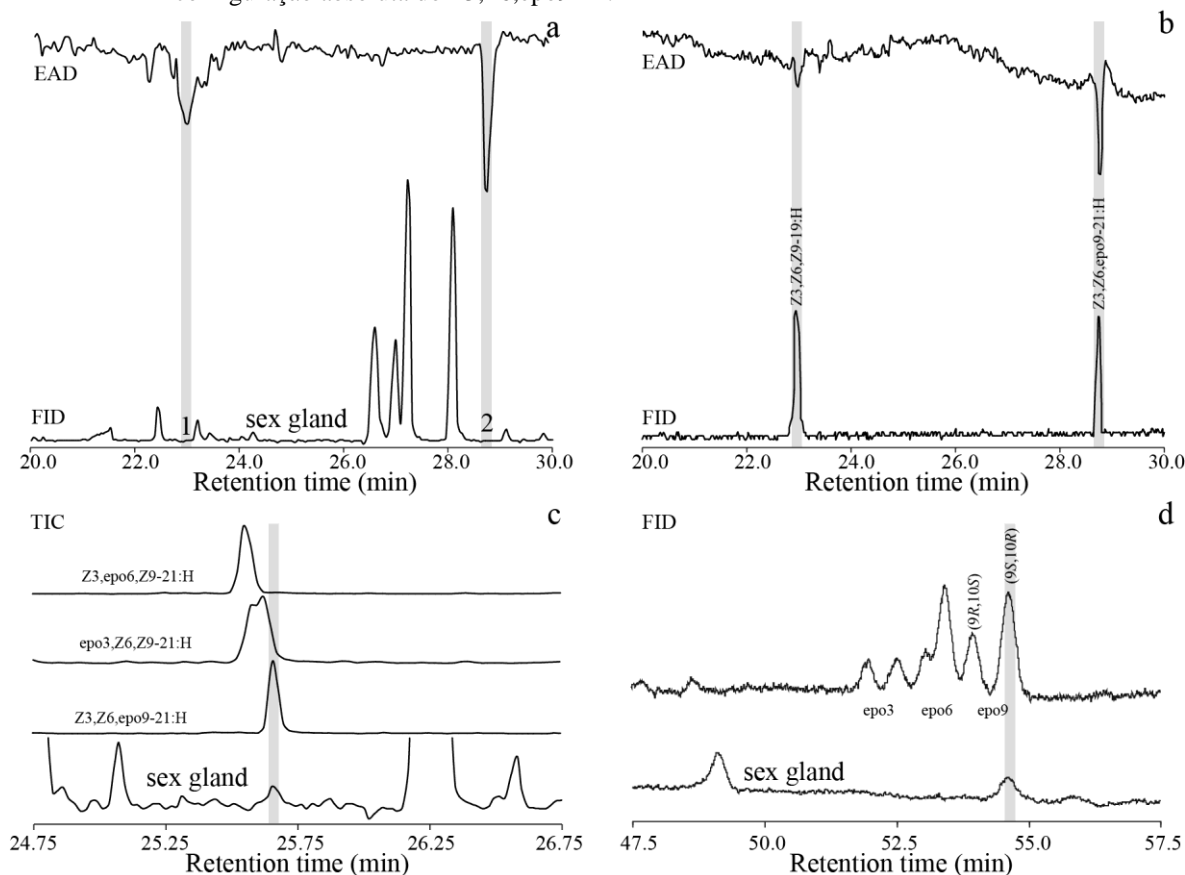 a
EAD
1
sex gland
2
FID
20.0 22.0 24.0 26.0 28.0 30.0
Retention time (min)
b
EAD
Z3,Z6,Z9-19:H
Z3,Z6,epo9-21:H
FID
20.0 22.0 24.0 26.0 28.0 30.0
Retention time (min)
TIC
c
Z3,epo6,Z9-21:H
epo3,Z6,Z9-21:H
Z3,Z6,epo9-21:H
sex gland
24.75 25.25 25.75 26.25 26.75
Retention time (min)
FID
d
(9R,10S)
(9S,10R)
epo3 epo6 epo9
sex gland
47.5 50.0 52.5 55.0 57.5
Retention time (min)